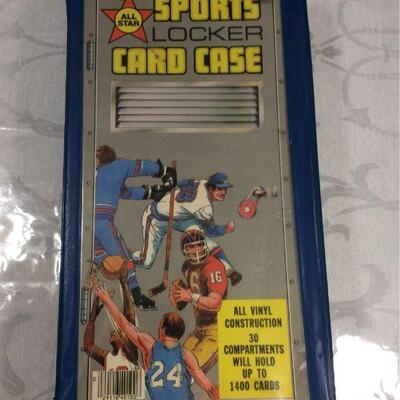 ALL
STAR
SPORTS
LOCKER
CARD CASE
16
24
ALL VINYL
CONSTRUCTION
30
COMPARTMENTS
WILL HOLD
UP TO
1400 CARDS